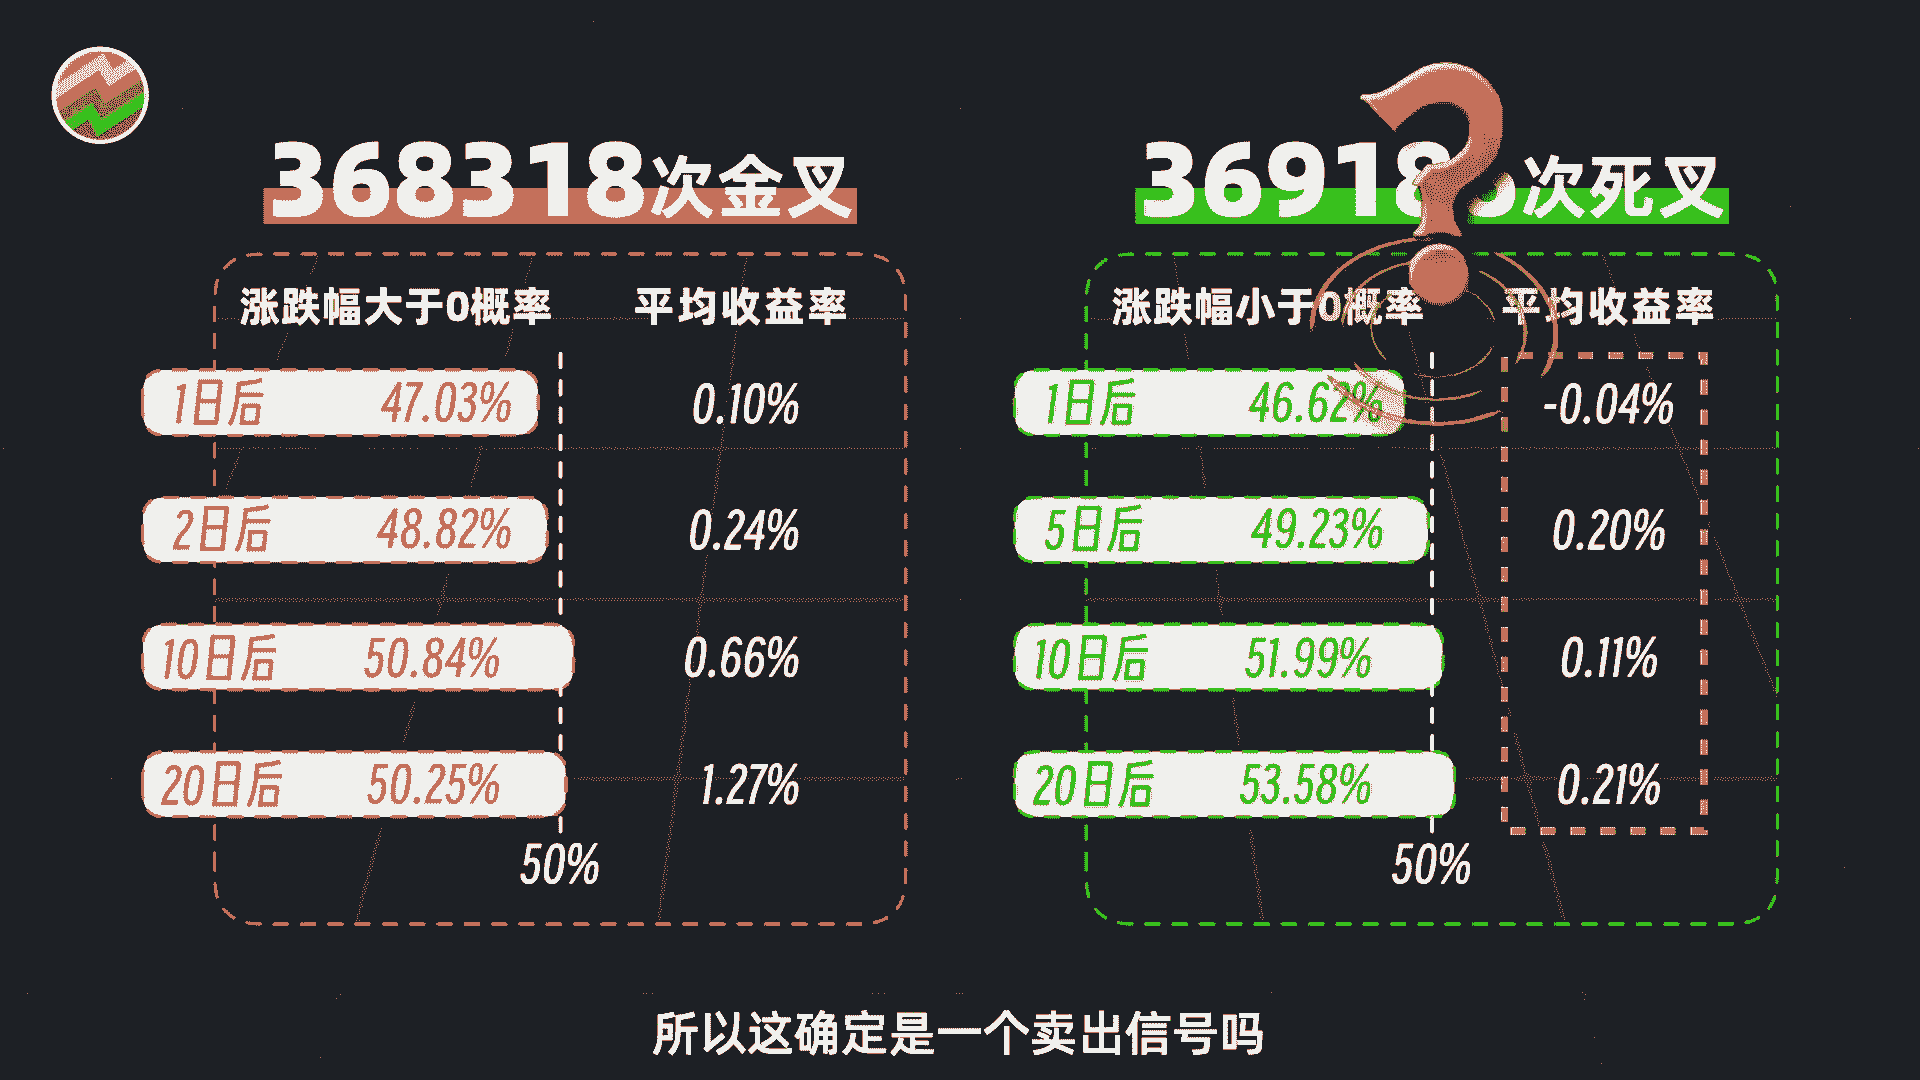 368318次金叉
涨跌幅大于0概率 平均收益率
1日后 47.03% 0.10%
2日后 48.82% 0.24%
10日后 50.84% 0.66%
20日后 50.25% 1.27%
50%
次死叉
涨跌幅小于0概率 平均收益率
1日后 46.62% -0.04%
5日后 49.23% 0.20%
10日后 51.99% 0.11%
20日后 53.58% 0.21%
50%
所以这确定是一个卖出信号吗